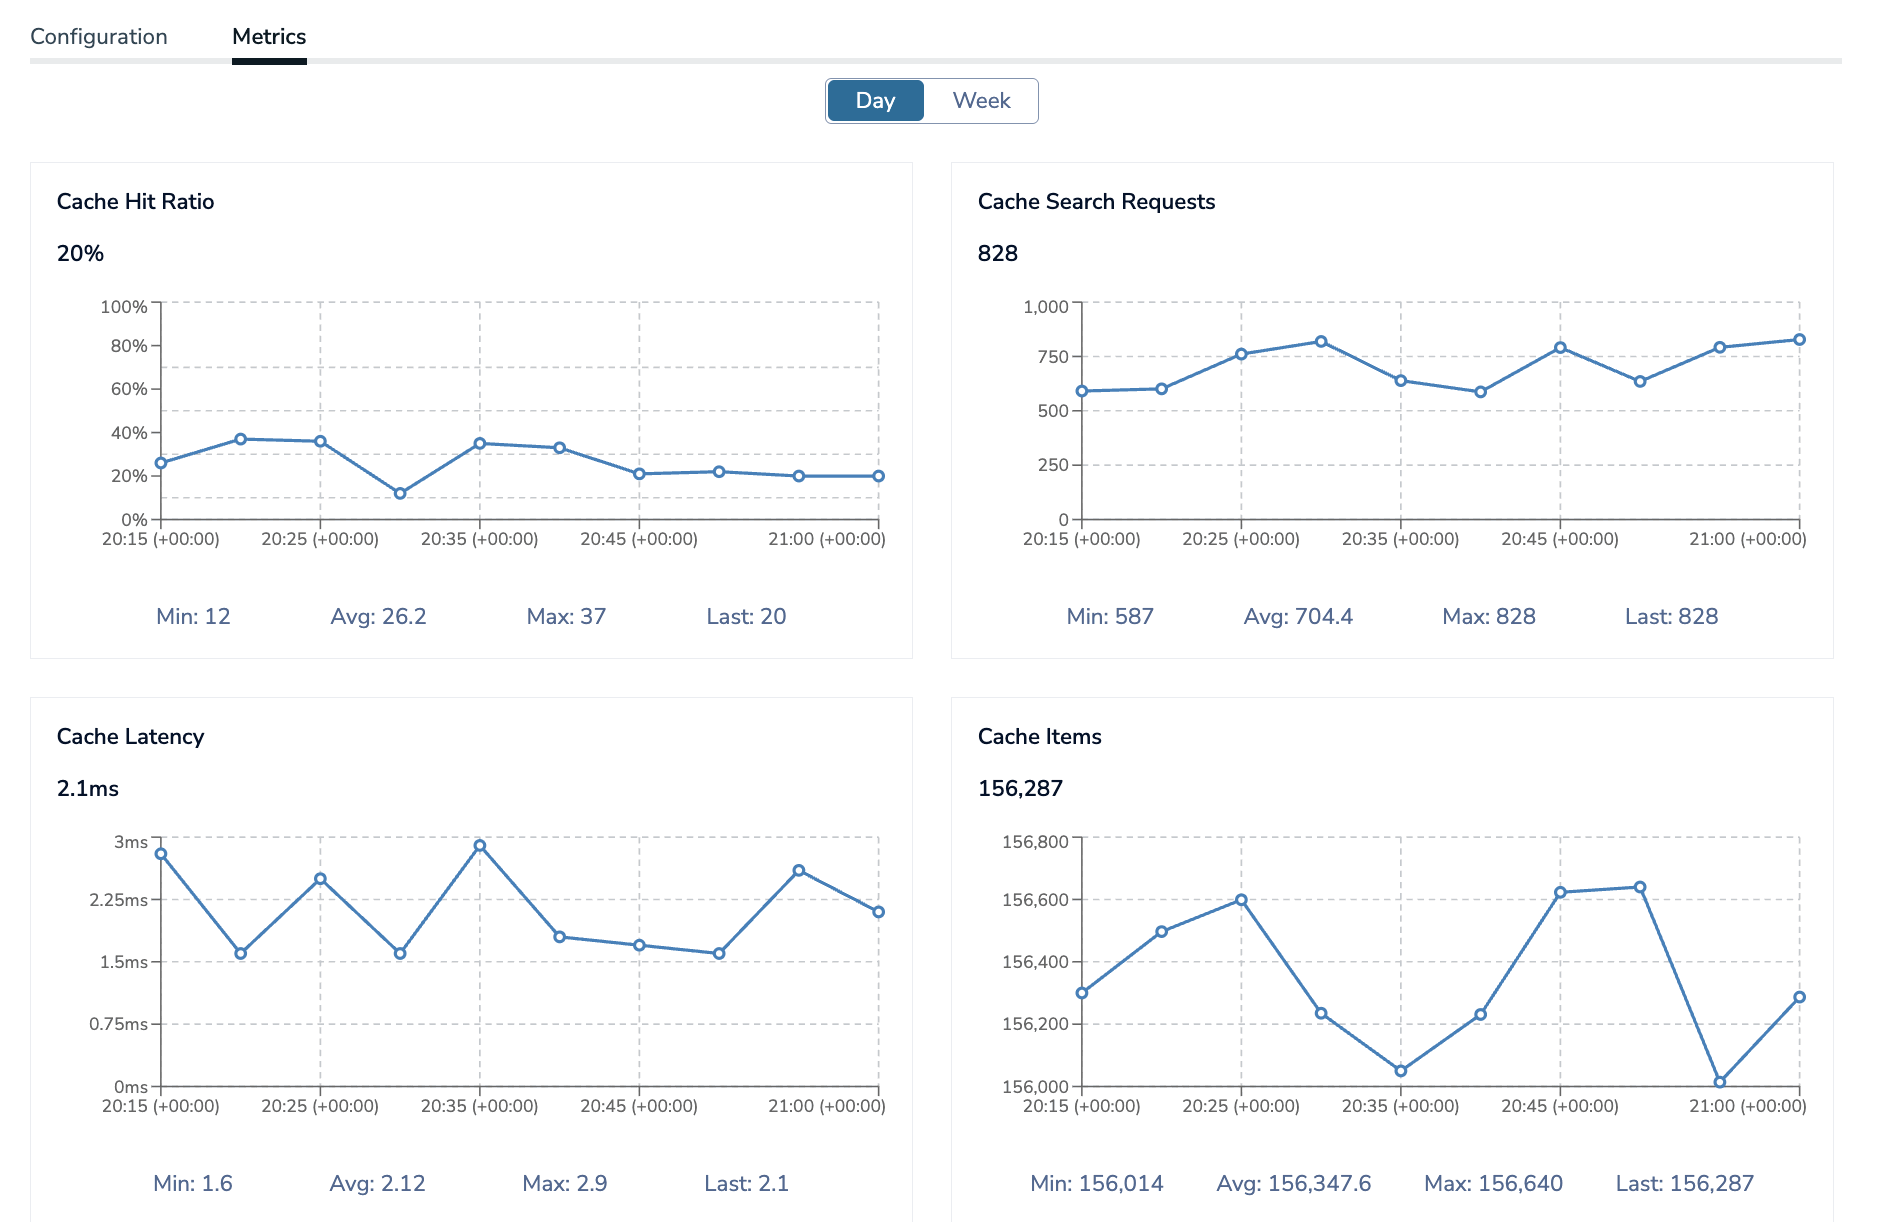 Configuration Metrics
Day Week
Cache Hit Ratio
20%
100%
80%
60%
40%
20%
0%
20:15 (+00:00) 20:25 (+00:00) 20:35 (+00:00) 20:45 (+00:00) 21:00 (+00:00)
Min: 12 Avg: 26.2 Max: 37 Last: 20
Cache Search Requests
828
1,000
750
500
250
0
20:15 (+00:00) 20:25 (+00:00) 20:35 (+00:00) 20:45 (+00:00) 21:00 (+00:00)
Min: 587 Avg: 704.4 Max: 828 Last: 828
Cache Latency
2.1ms
3ms
2.25ms
1.5ms
0.75ms
0ms
20:15 (+00:00) 20:25 (+00:00) 20:35 (+00:00) 20:45 (+00:00) 21:00 (+00:00)
Min: 1.6 Avg: 2.12 Max: 2.9 Last: 2.1
Cache Items
156,287
156,800
156,600
156,400
156,200
156,000
20:15 (+00:00) 20:25 (+00:00) 20:35 (+00:00) 20:45 (+00:00) 21:00 (+00:00)
Min: 156,014 Avg: 156,347.6 Max: 156,640 Last: 156,287